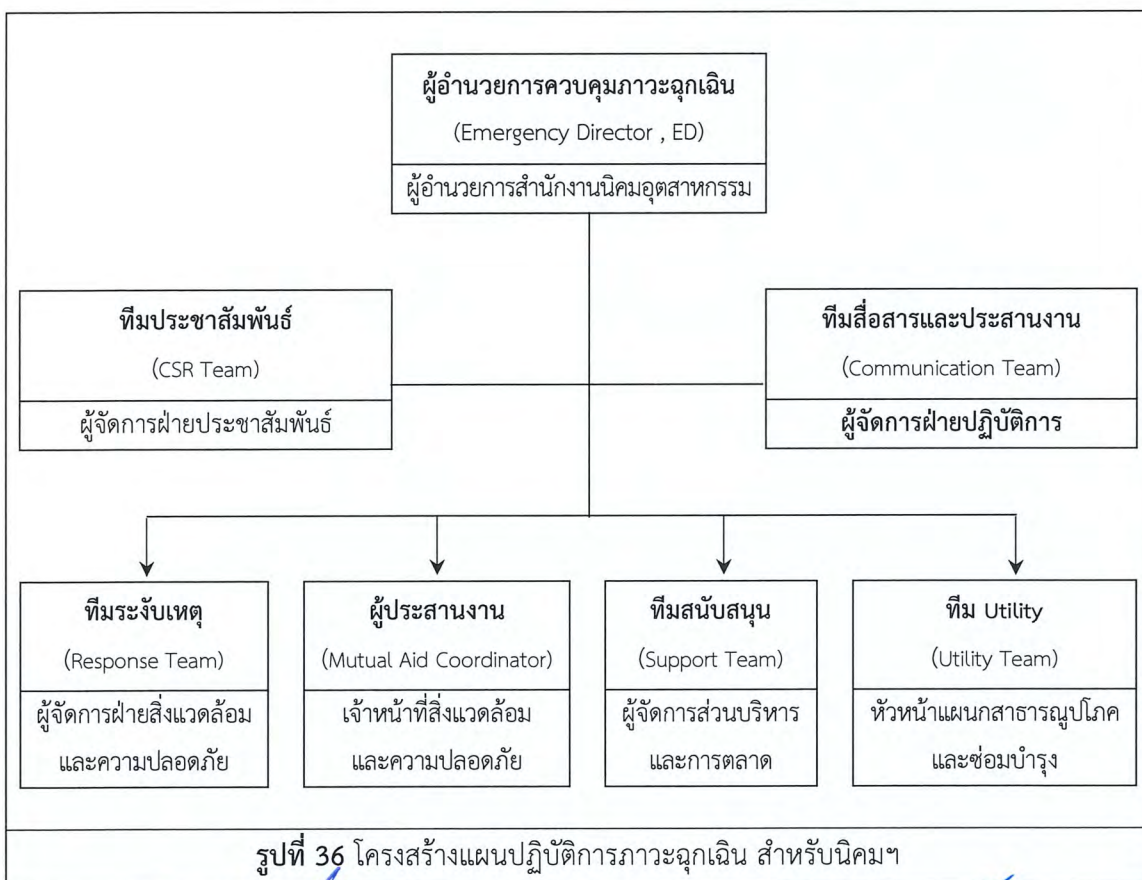 ผู้อำนวยการควบคุมภาวะฉุกเฉิน
(Emergency Director , ED)
ผู้อำนวยการสำนักงานนิคมอุตสาหกรรม
ทีมประชาสัมพันธ์
(CSR Team)
ผู้จัดการฝ่ายประชาสัมพันธ์
ทีมสื่อสารและประสานงาน
(Communication Team)
ผู้จัดการฝ่ายปฏิบัติการ
ทีมระงับเหตุ
(Response Team)
ผู้จัดการฝ่ายสิ่งแวดล้อม
และความปลอดภัย
ผู้ประสานงาน
(Mutual Aid Coordinator)
เจ้าหน้าที่สิ่งแวดล้อม
และความปลอดภัย
ทีมสนับสนุน
(Support Team)
ผู้จัดการส่วนบริหาร
และการตลาด
ทีม Utility
(Utility Team)
หัวหน้าแผนกสาธารณูปโภค
และซ่อมบำรุง
รูปที่ 36 โครงสร้างแผนปฏิบัติการภาวะฉุกเฉิน สำหรับนิคมฯ